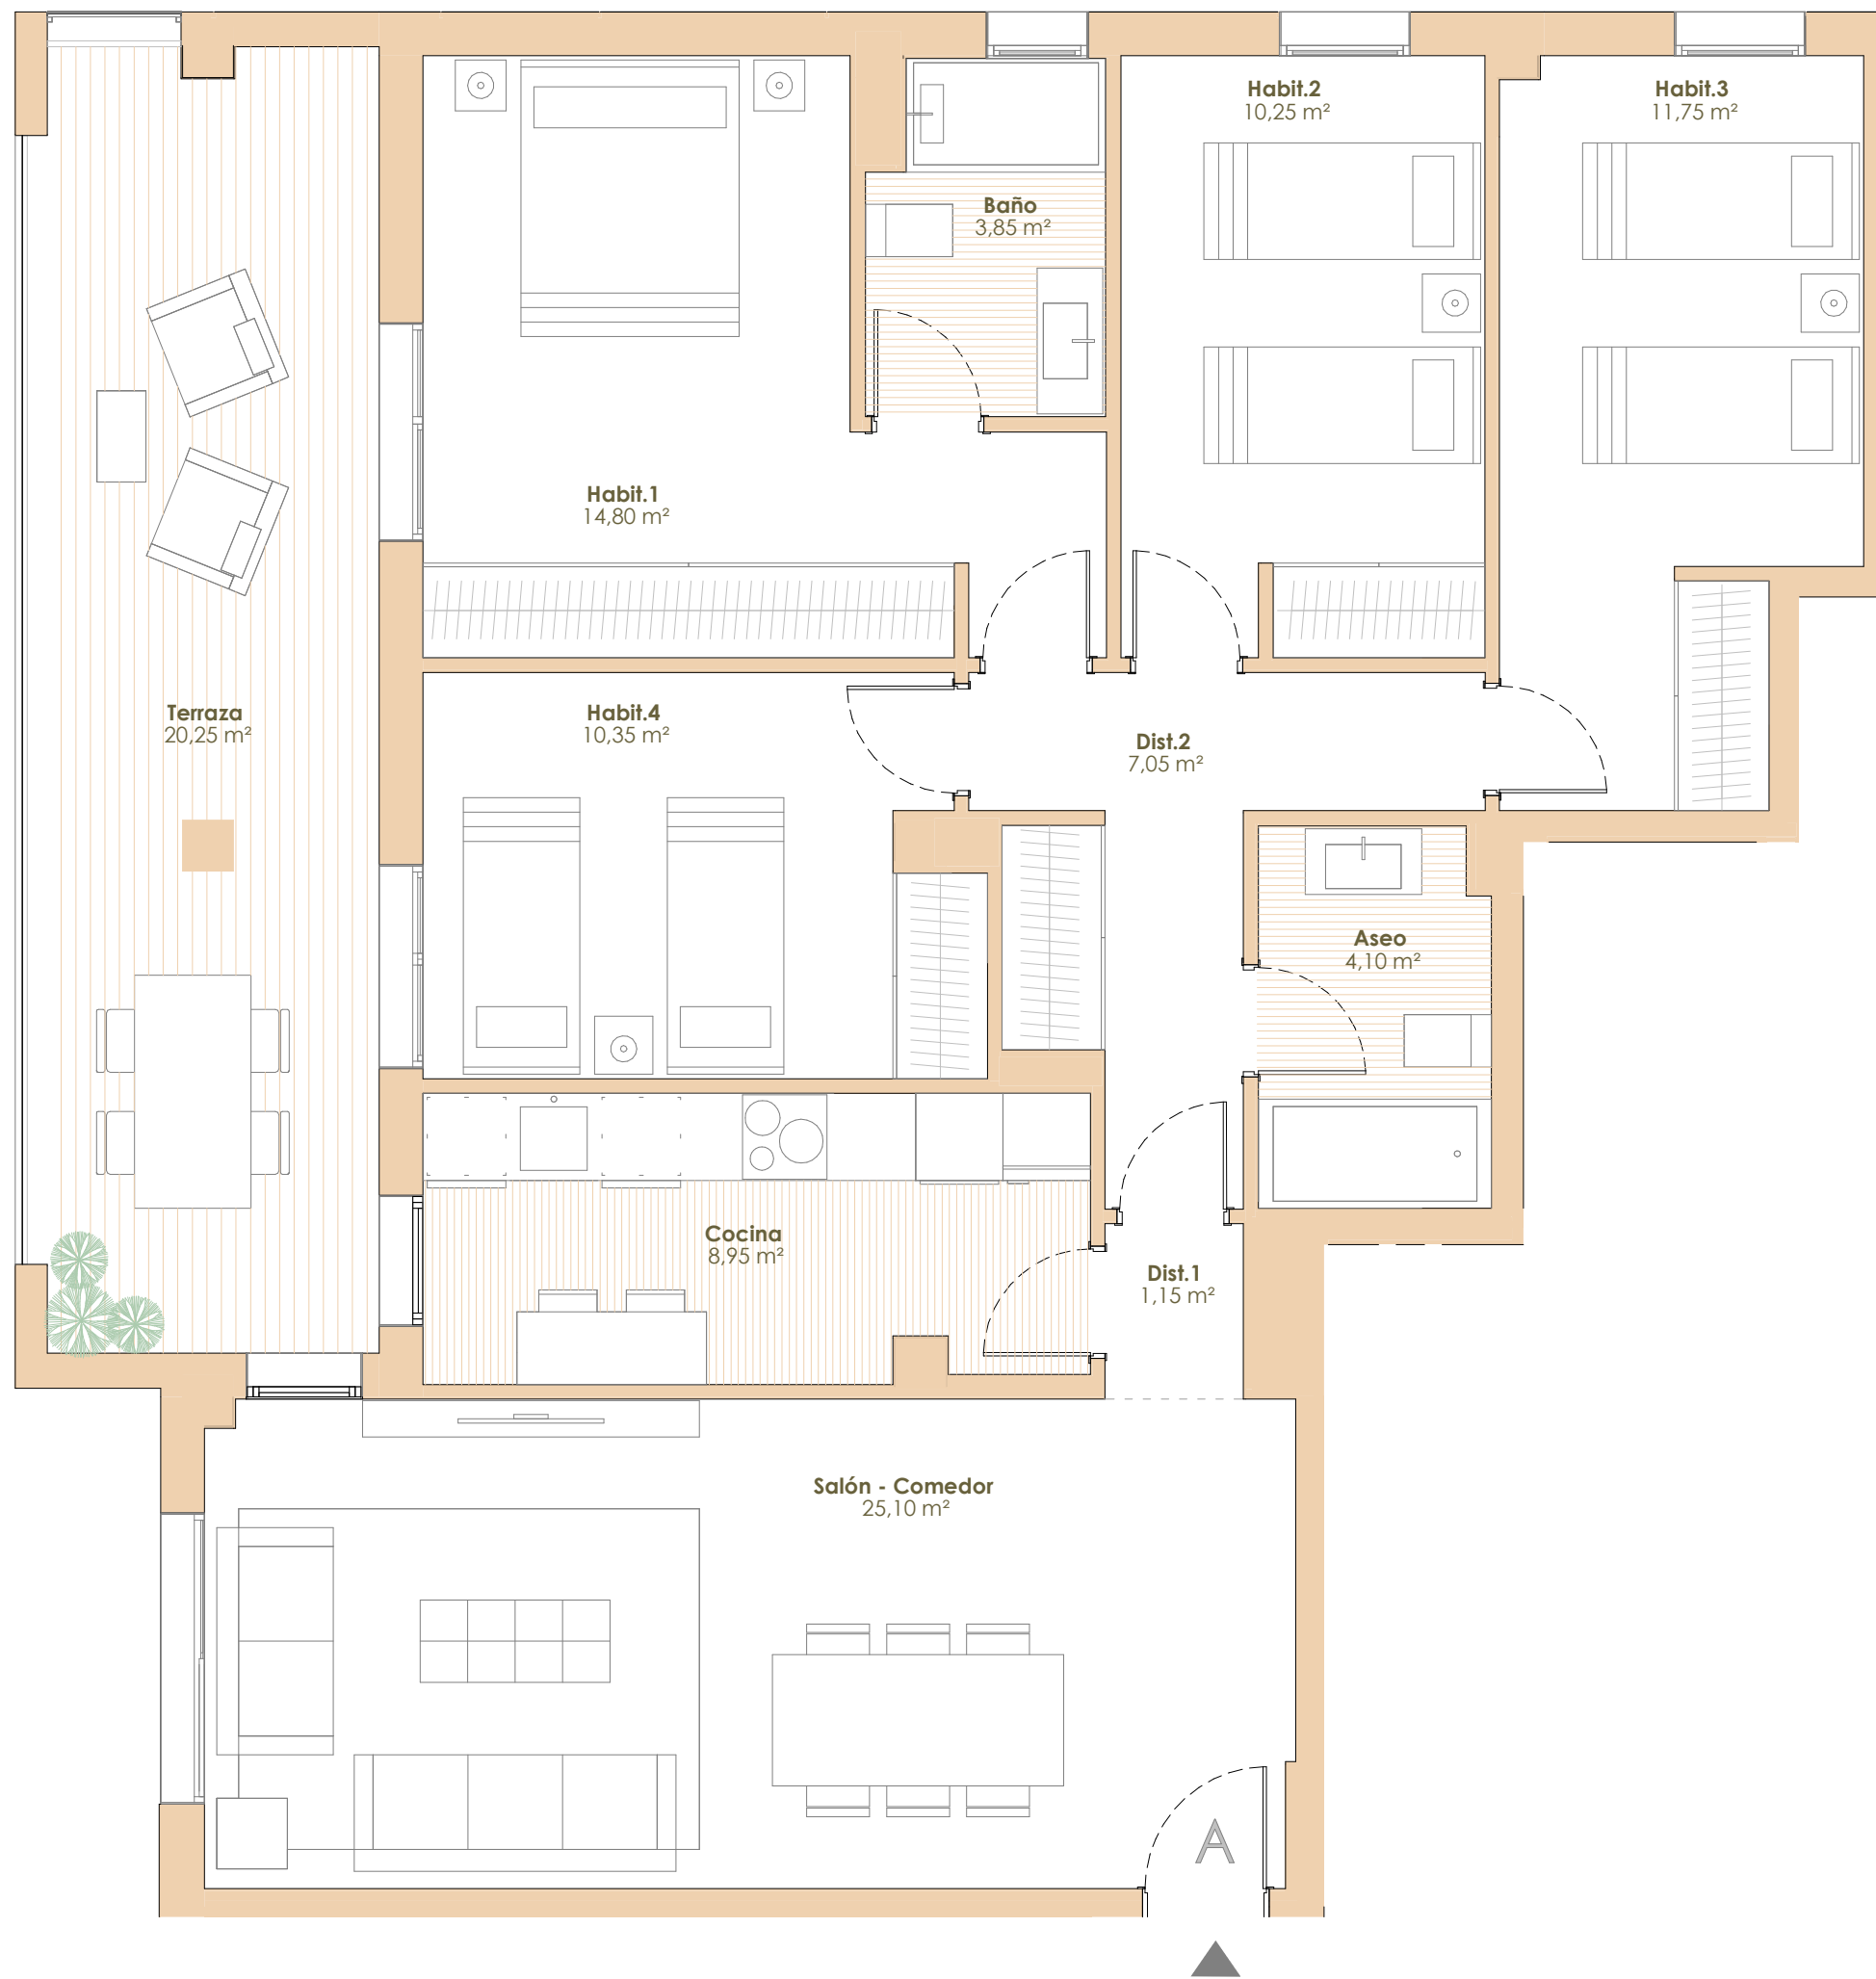 Habit.2
10,25 m²
Habit.3
11,75 m²
Baño
3,85 m²
Habit.1
14,80 m²
Terraza
20,25 m²
Habit.4
10,35 m²
Dist.2
7,05 m²
Aseo
4,10 m²
Cocina
8,95 m²
Dist.1
1,15 m²
Salón - Comedor
25,10 m²
A